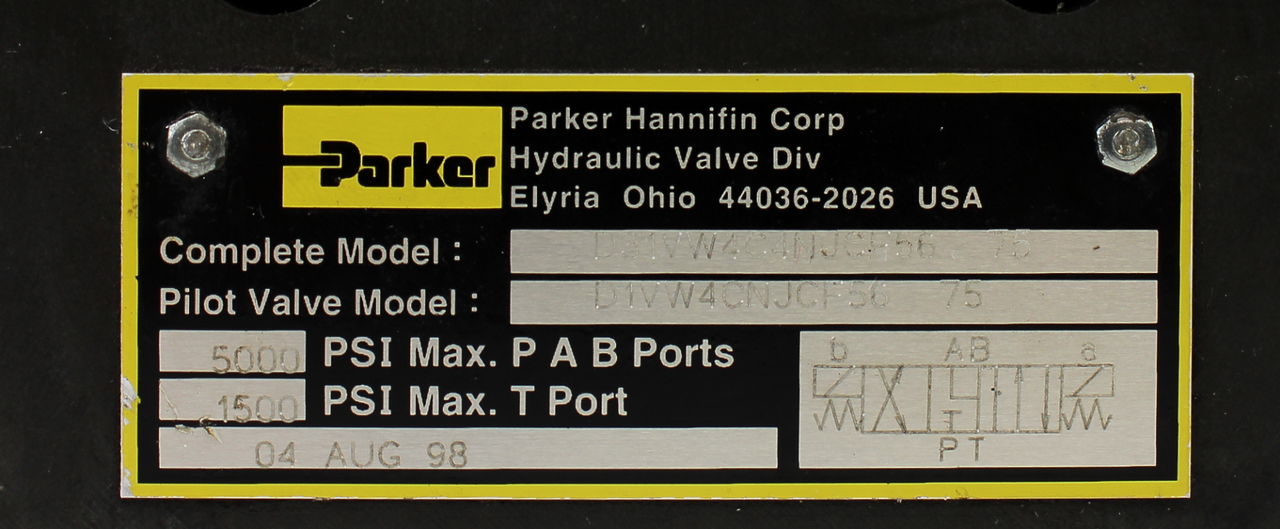 Parker
Parker Hannifin Corp
Hydraulic Valve Div
Elyria Ohio 44036-2026 USA
Complete Model :
75
Pilot Valve Model : D1VW4CNJCF56 75
5000 PSI Max. P A B Ports
1500 PSI Max. T Port
04 AUG 98
b AB a
T
PT